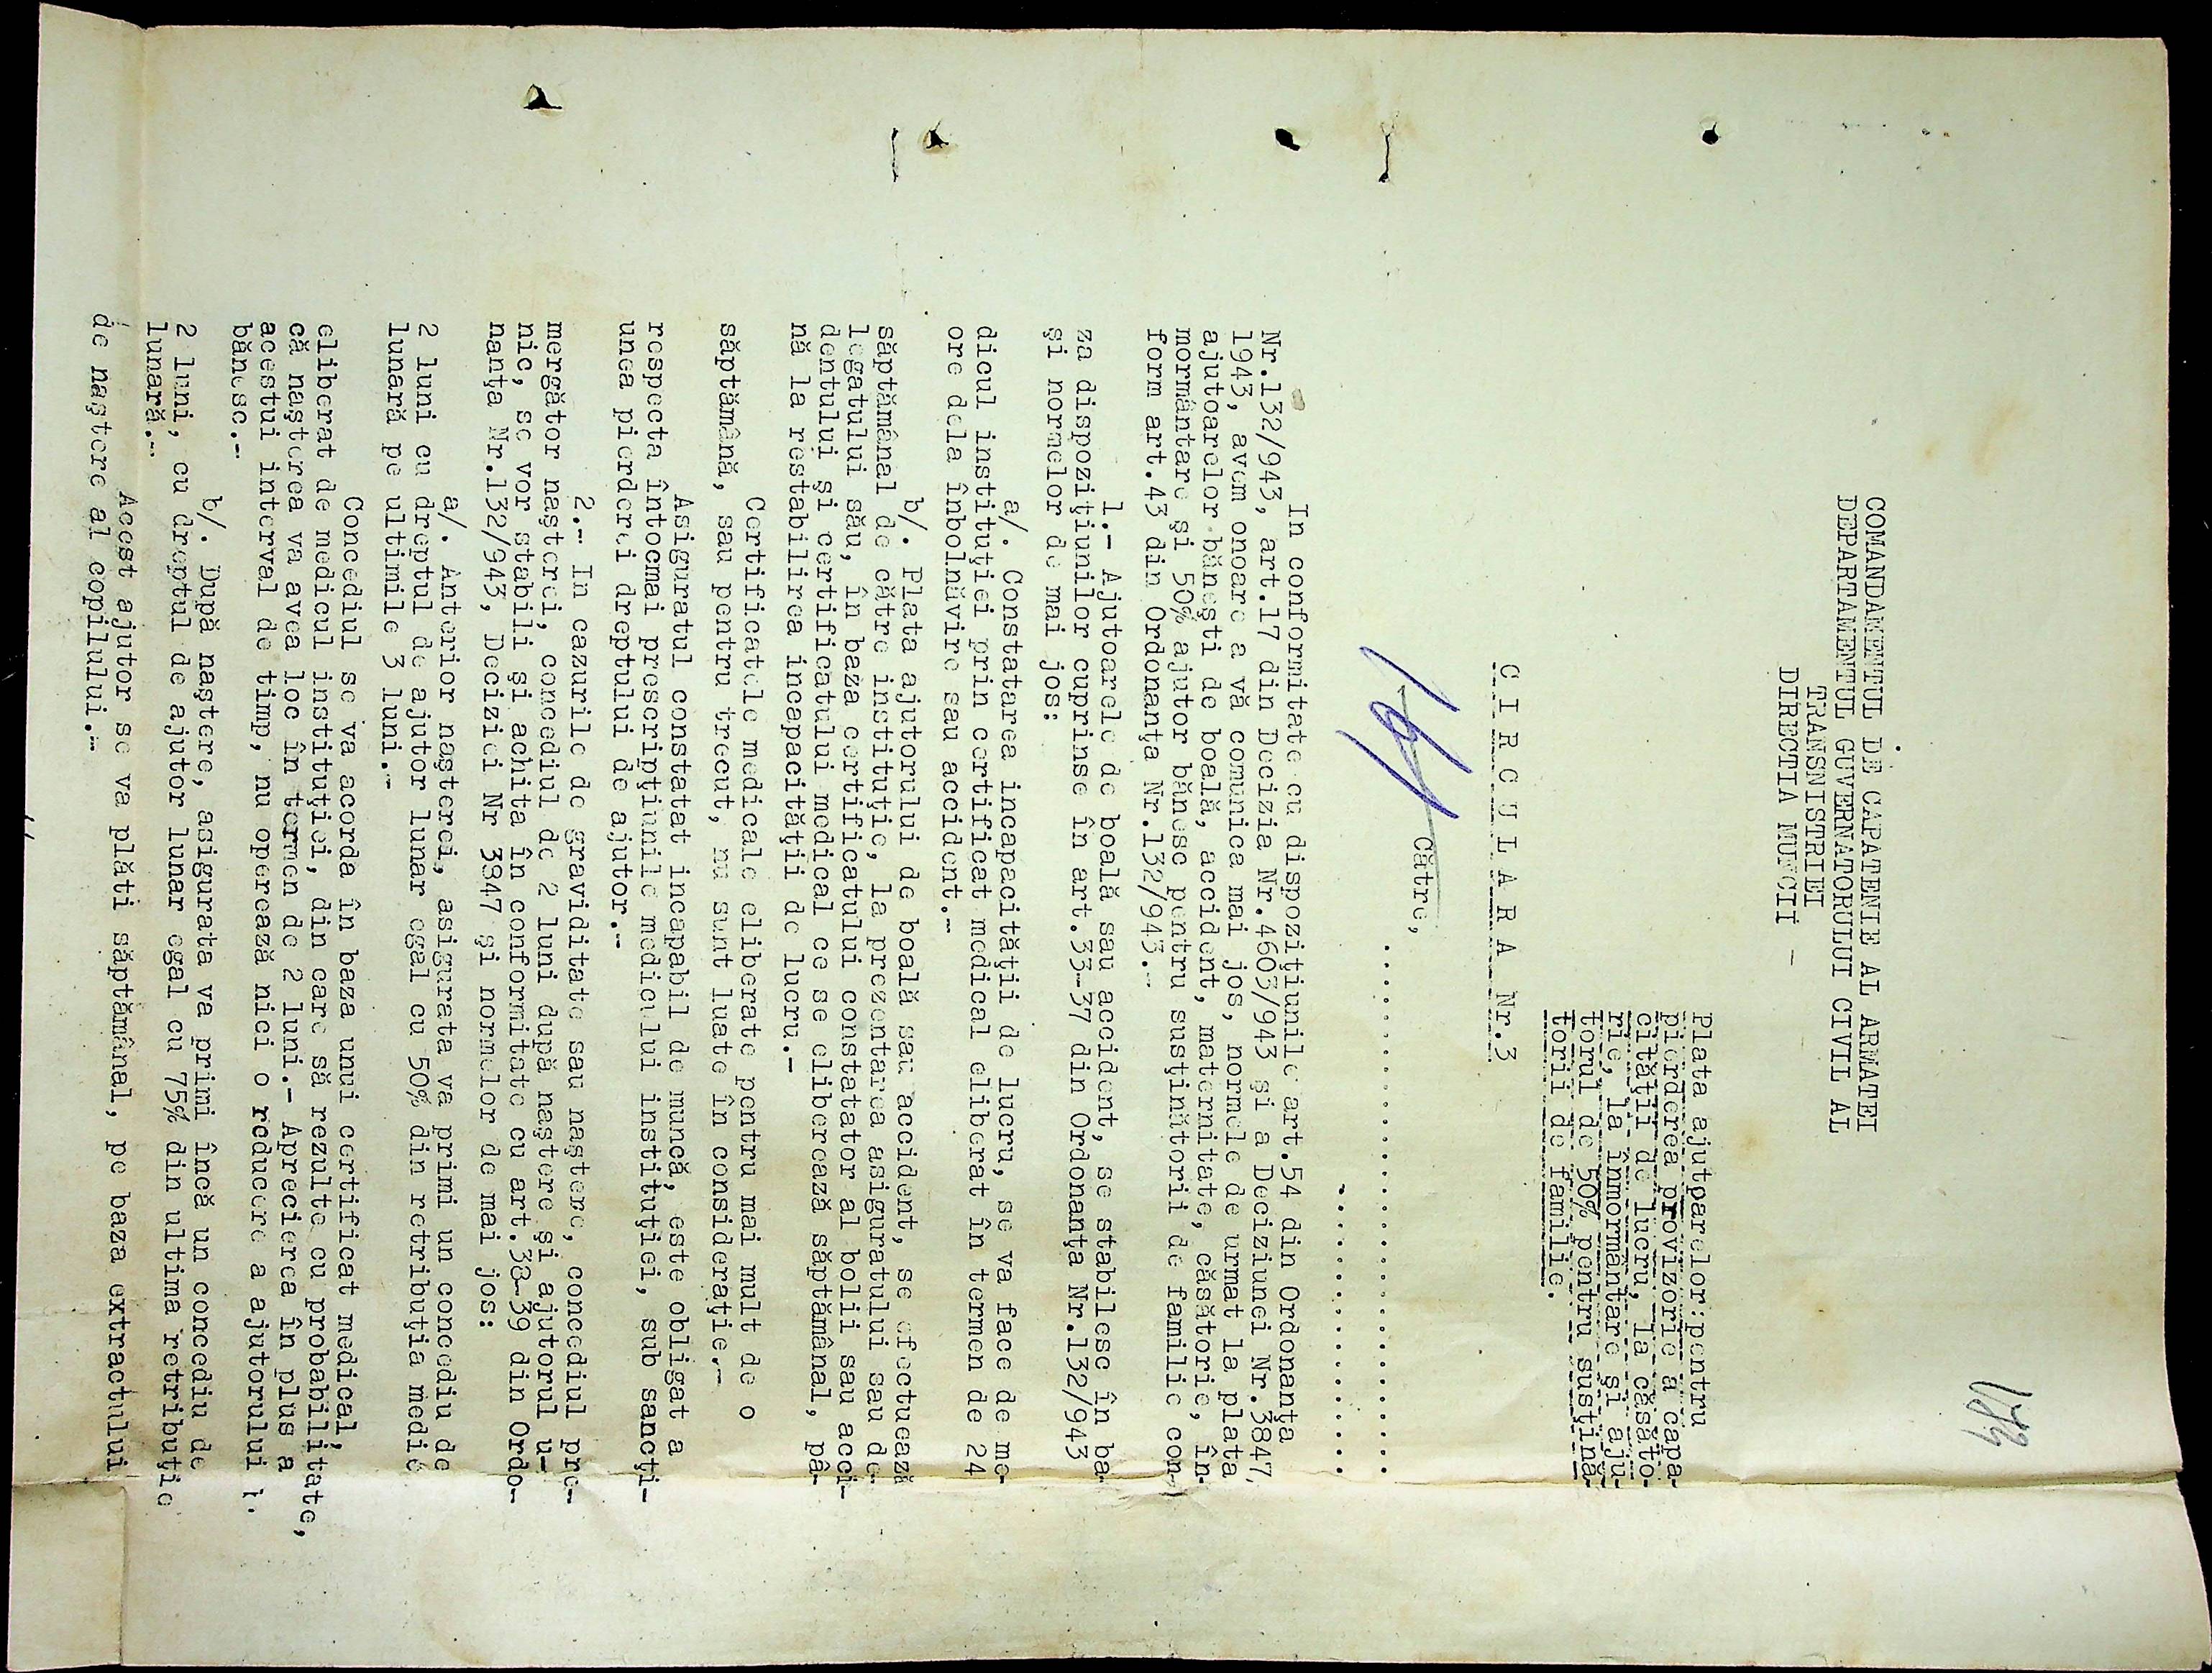 COMANDAMENTUL DE CAPATENIE AL ARMATEI
DEPARTAMENTUL GUVERNATORULUI CIVIL AL
TRANSNISTRIEI
DIRECTIA MUNCII -
Plata ajutoarelor:pentru
pierderea provizorie a capa-
cităţii de lucru, la căsăto-
rie, la înmormântare şi aju-
torul de 50% pentru susţină-
torii de familie.
C I R C U L A R A Nr.3
Către,
In conformitate cu dispoziţiunile art.54 din Ordonanţa
Nr.132/943, art.17 din Decizia Nr.4603/943 şi a Deciziunei Nr.3847,
1943, avem onoare a vă comunica mai jos, normele de urmat la plata
ajutoarelor băneşti de boală, accident, maternitate, căsătorie, în-
mormântare şi 50% ajutor bănesc pentru susţinătorii de familie con-
form art.43 din Ordonanţa Nr.132/943.-
1.- Ajutoarele de boală sau accident, se stabilesc în ba-
za dispoziţiunilor cuprinse în art.33-37 din Ordonanţa Nr.132/943
şi normelor de mai jos:
a/. Constatarea incapacităţii de lucru, se va face de me-
dicul instituţiei prin certificat medical eliberat în termen de 24
ore dela înbolnăvire sau accident.-
b/. Plata ajutorului de boală sau accident, se efectuează
săptămânal de către instituţie, la prezentarea asiguratului sau de-
legatului său, în baza certificatului constatator al bolii sau acci-
dentului şi certificatului medical ce se eliberează săptămânal, pâ-
nă la restabilirea incapacităţii de lucru.-
Certificatele medicale eliberate pentru mai mult de o
săptămână, sau pentru trecut, nu sunt luate în consideraţie.-
Asiguratul constatat incapabil de muncă, este obligat a
respecta întocmai prescripţiunile medicului instituţiei, sub sancţi-
unea pierderei dreptului de ajutor.-
2.- In cazurile de graviditate sau naştere, concediul pre-
mergător naşterei, concediul de 2 luni după naştere şi ajutorul u-
nic, se vor stabili şi achita în conformitate cu art.38-39 din Ordo-
nanţa Nr.132/943, Deciziei Nr 3847 şi normelor de mai jos:
a/. Anterior naşterei, asigurata va primi un concediu de
2 luni cu dreptul de ajutor lunar egal cu 50% din retribuţia medie
lunară pe ultimile 3 luni.-
Concediul se va acorda în baza unui certificat medical,
eliberat de medicul instituţiei, din care să rezulte cu probabilitate,
că naşterea va avea loc în termen de 2 luni.- Aprecierea în plus a
acestui interval de timp, nu operează nici o reducere a ajutorului
bănesc.-
b/. După naştere, asigurata va primi încă un concediu de
2 luni, cu dreptul de ajutor lunar egal cu 75% din ultima retribuţie
lunară.-
Acest ajutor se va plăti săptămânal, pe baza extractului
de naştere al copilului.-